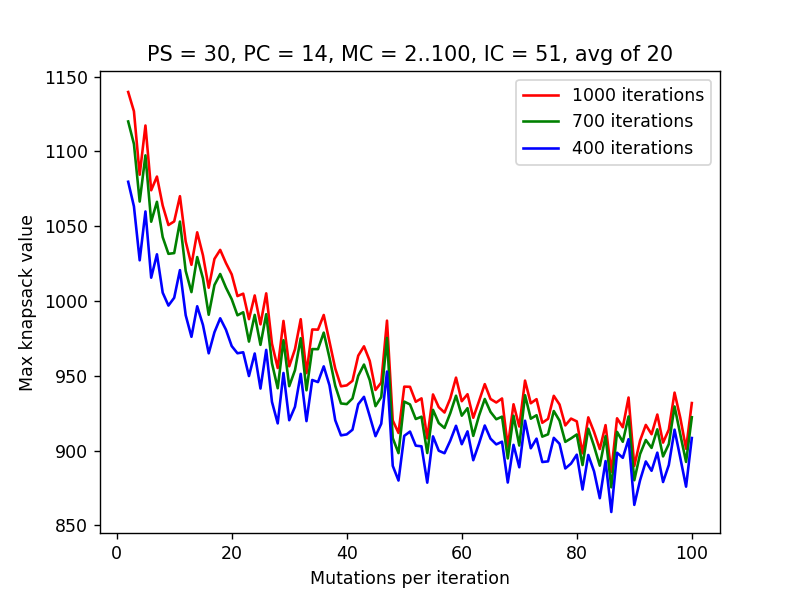 PS = 30, PC = 14, MC = 2..100, IC = 51, avg of 20
1150
1100
1050
1000
950
900
850
Max knapsack value
1000 iterations
700 iterations
400 iterations
0 20 40 60 80 100
Mutations per iteration